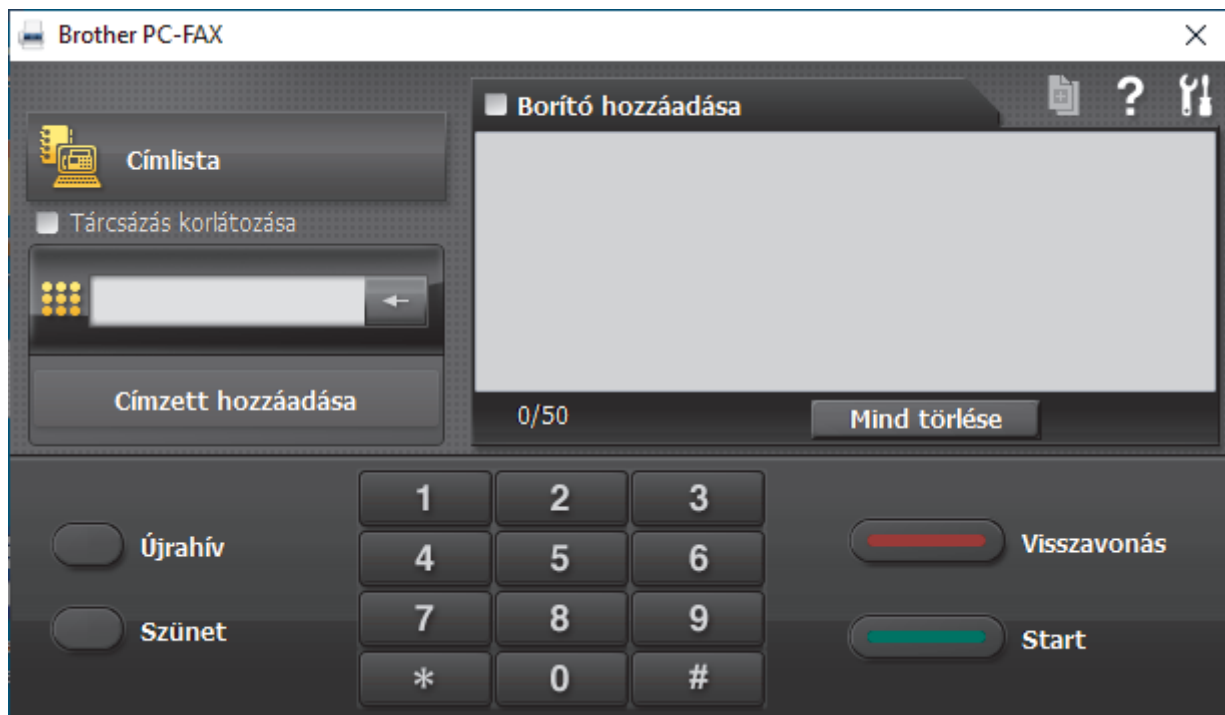 Brother PC-FAX
Borító hozzáadása
?
Címlista
Tárcsázás korlátozása
Címzett hozzáadása
0/50
Mind törlése
1 2 3
4 5 6
7 8 9
* 0 #
Újrahív
Szünet
Visszavonás
Start